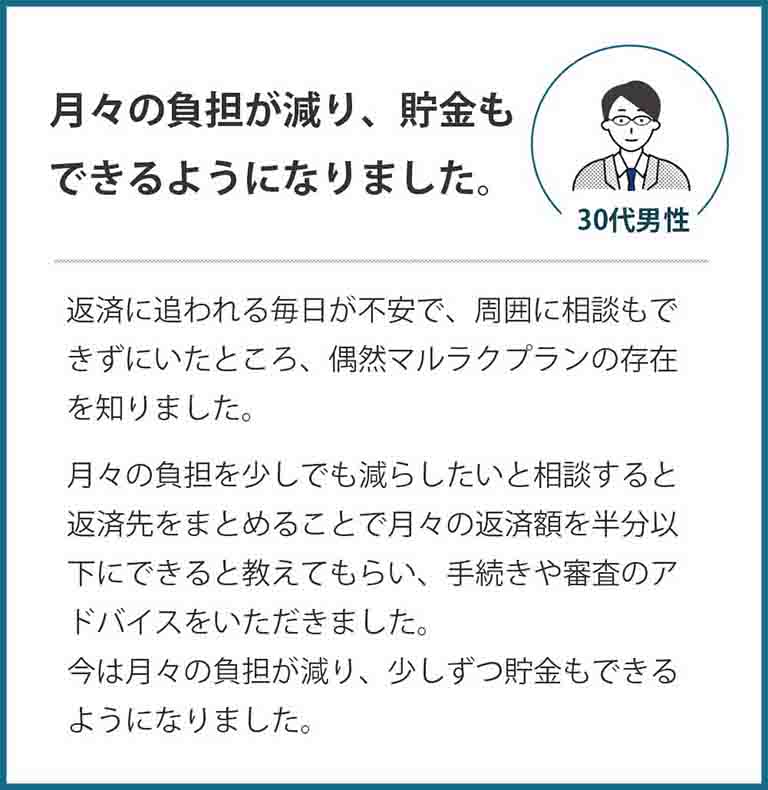 月々の負担が減り、貯金も
できるようになりました。
30代男性
返済に追われる毎日が不安で、周囲に相談もで
きずにいたところ、偶然マルラクプランの存在
を知りました。
月々の負担を少しでも減らしたいと相談すると
返済先をまとめることで月々の返済額を半分以
下にできると教えてもらい、手続きや審査のア
ドバイスをいただきました。
今は月々の負担が減り、少しずつ貯金もできる
ようになりました。